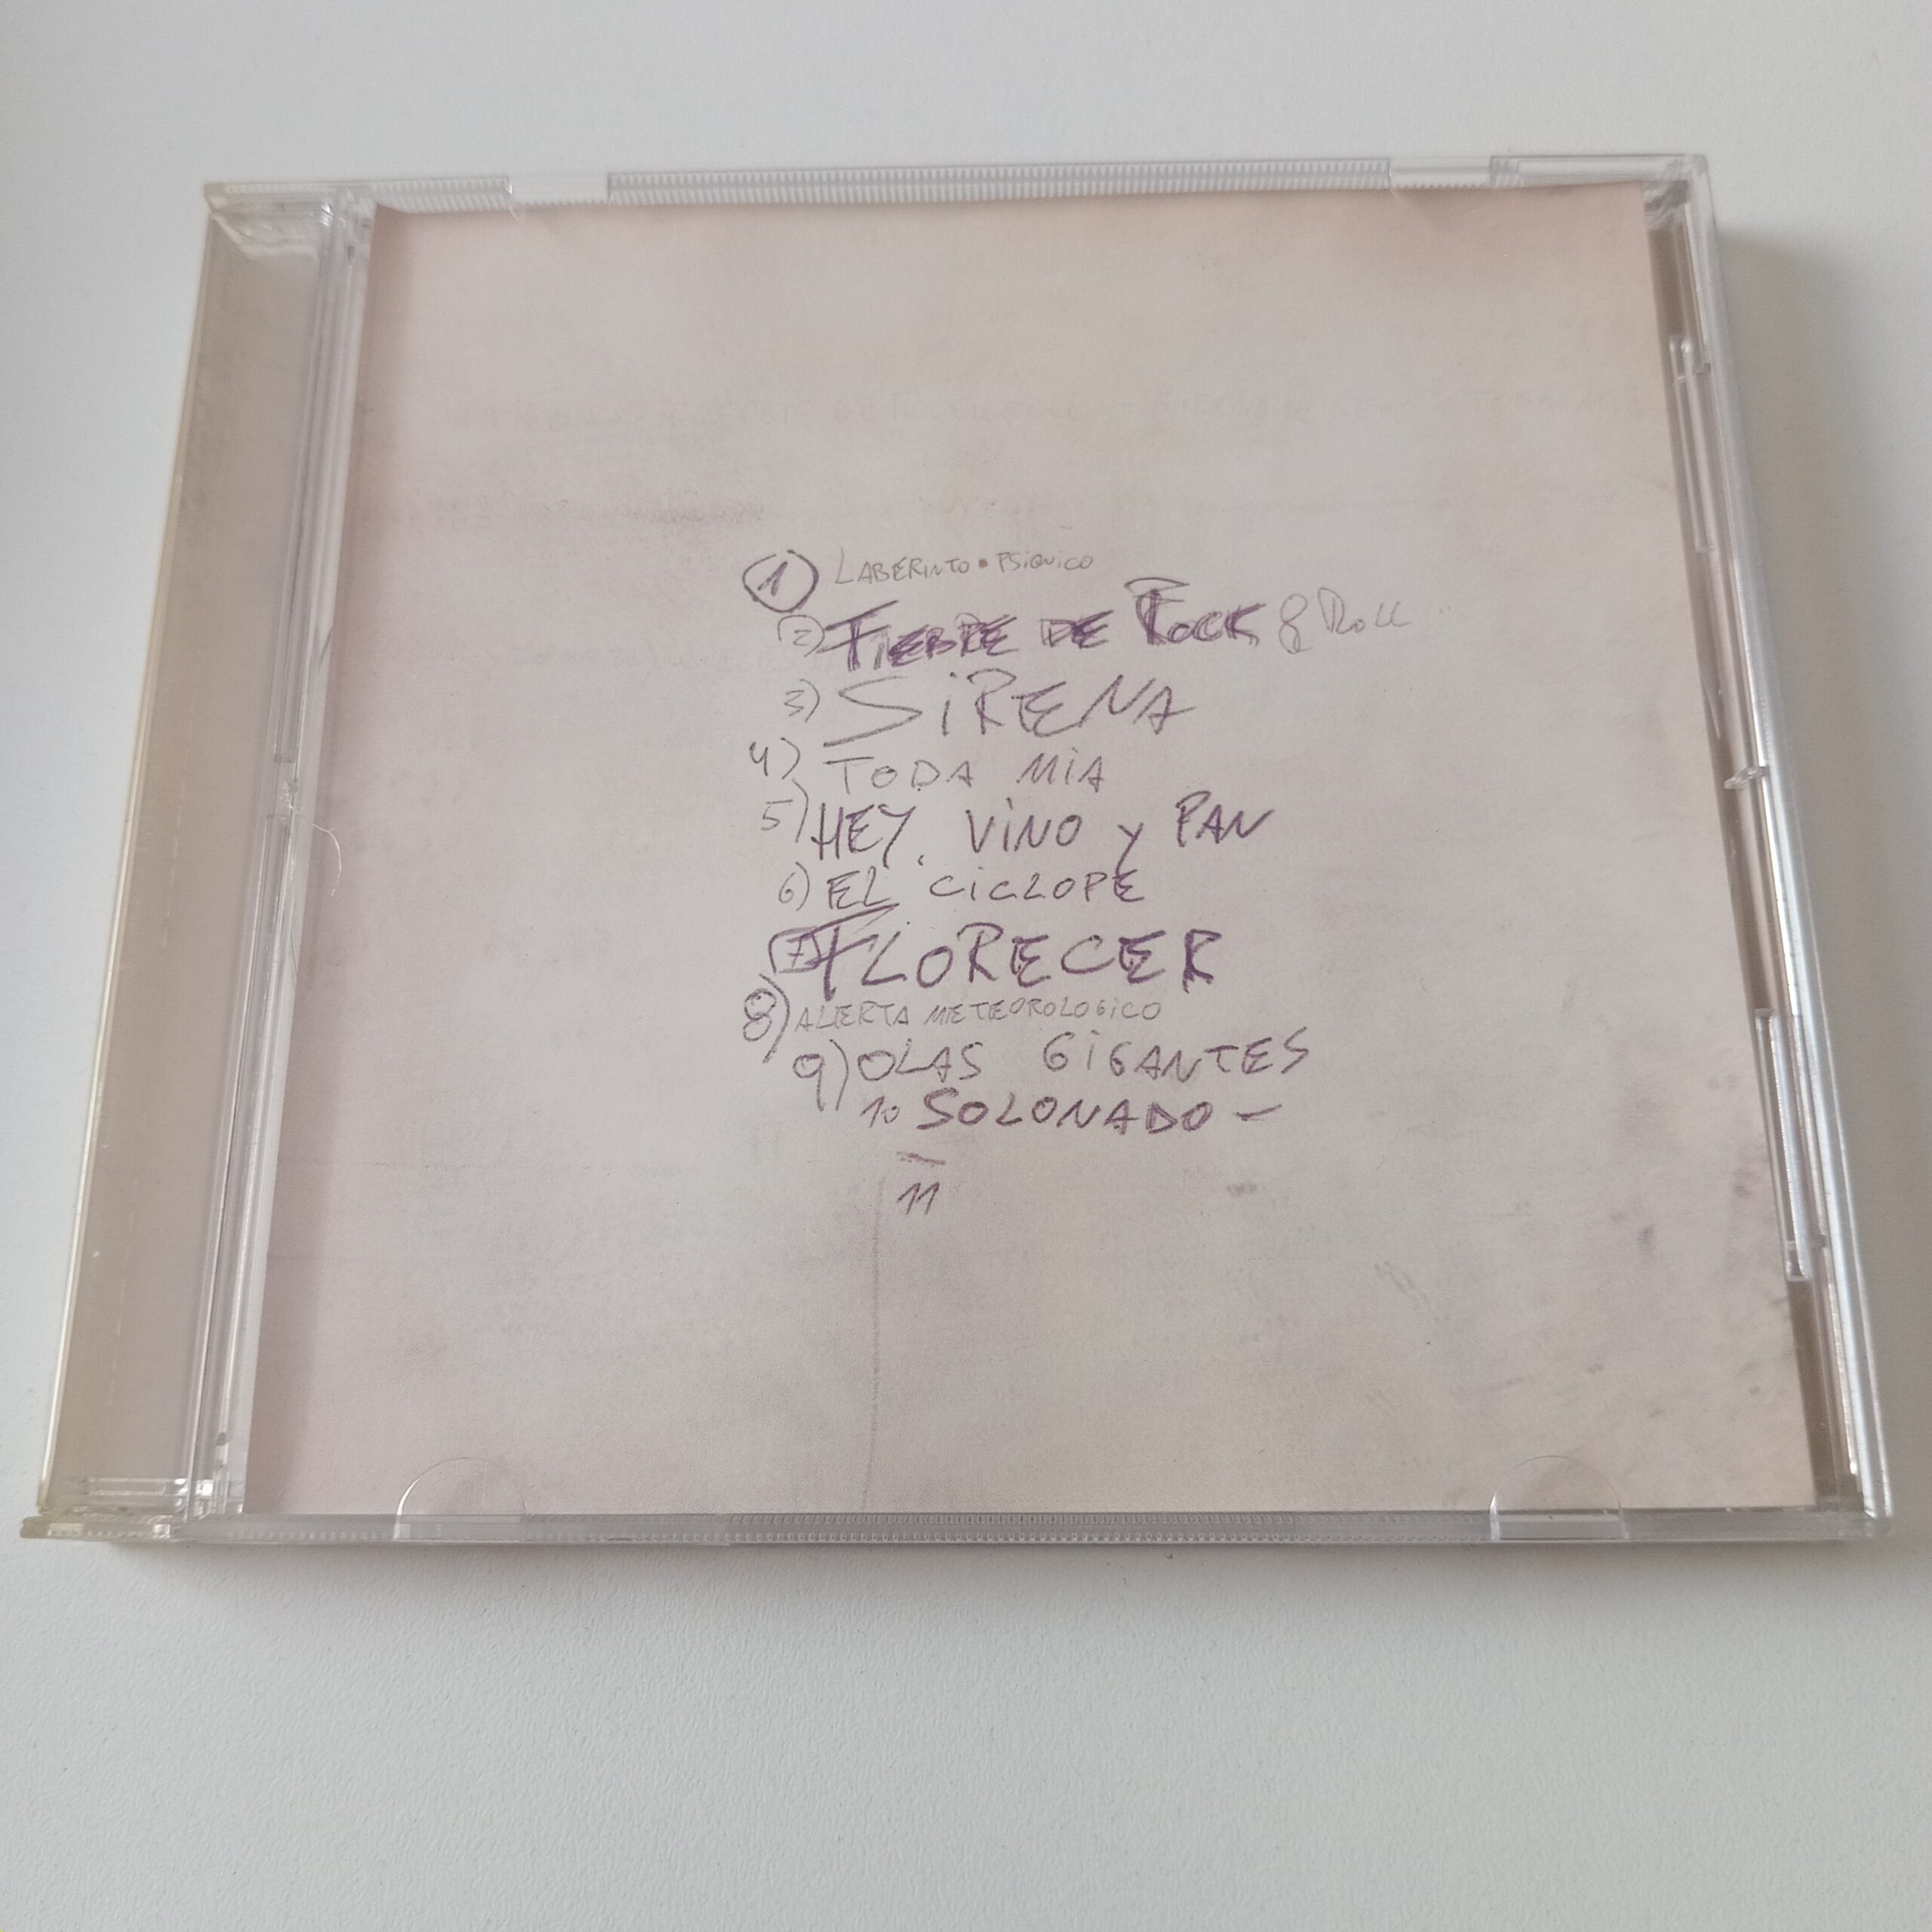 1 LABERINTO • PSiQUiCO
2) FIEBRE DE ROCK & ROLL
3) SiRENA
4) TODA MiA
5) HEY, ViNO y PAN
6) EL CiCLOPE
7 FLORECER
8) ALERTA METEOROLOGiCO
9) OLAS GiGANTES
10 SOLONADO —
11